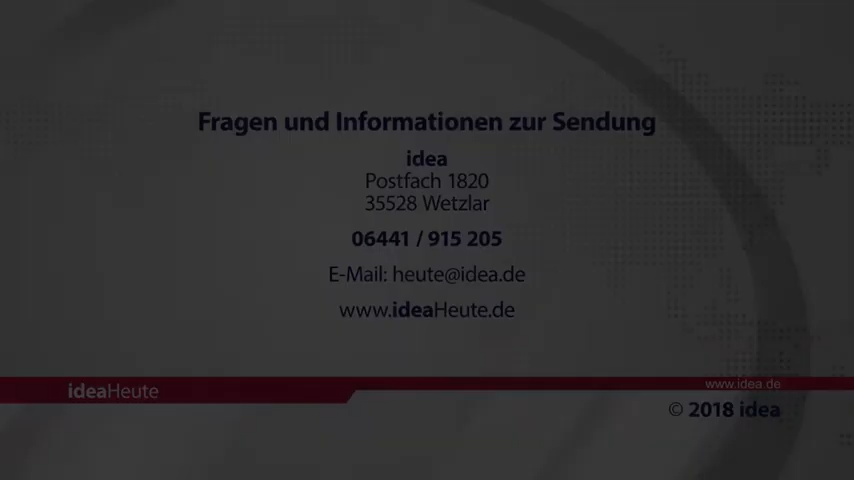 Fragen und Informationen zur Sendung
idea
Postfach 1820
35528 Wetzlar
06441 / 915 205
E-Mail: heute@idea.de
www.ideaHeute.de
ideaHeute
www.idea.de
© 2018 idea